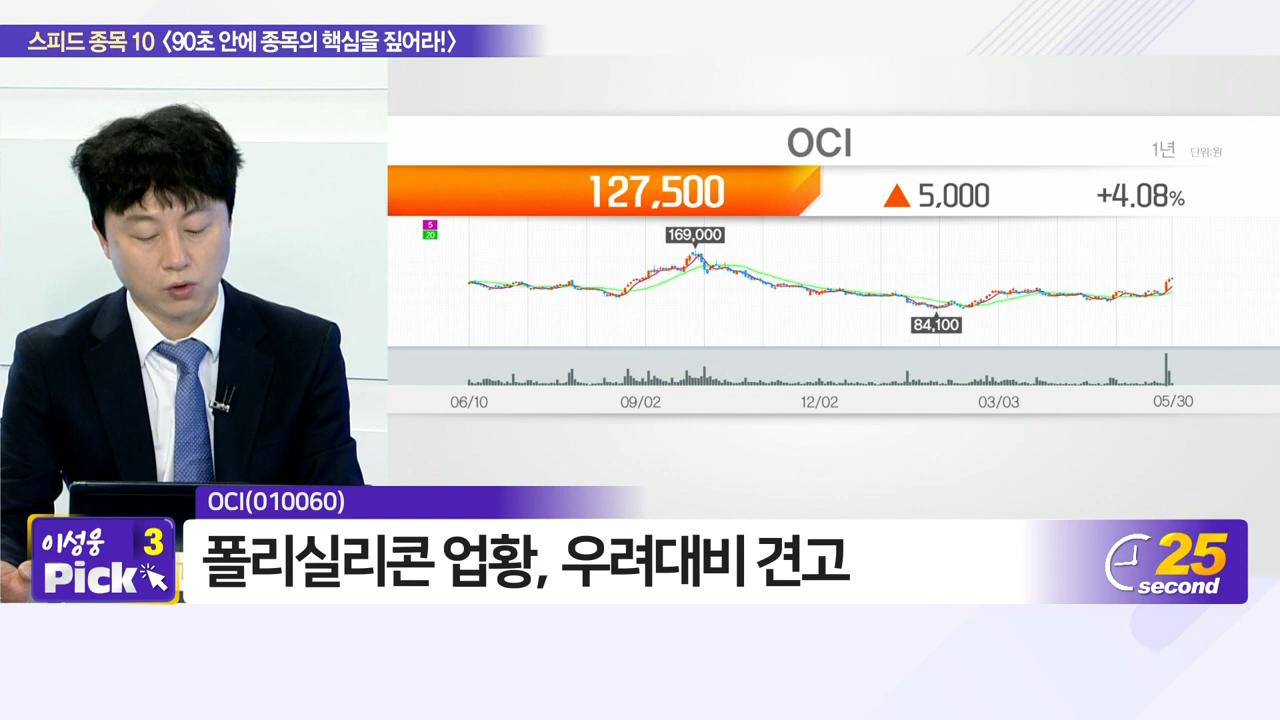 스피드 종목 10 〈90초 안에 종목의 핵심을 짚어라!〉
OCI
1년 단위:원
127,500 ▲ 5,000 +4.08%
5
20
169,000
84,100
06/10 09/02 12/02 03/03 05/30
OCI(010060)
이성웅 3
Pick
폴리실리콘 업황, 우려대비 견고
25
second